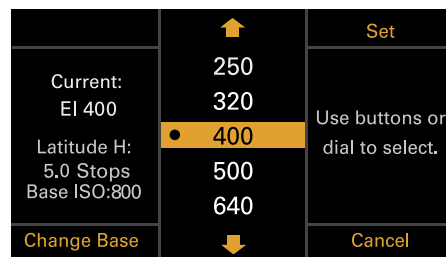 Current:
EI 400
Latitude H:
5.0 Stops
Base ISO:800
Change Base
250
320
400
500
640
Set
Use buttons or
dial to select.
Cancel